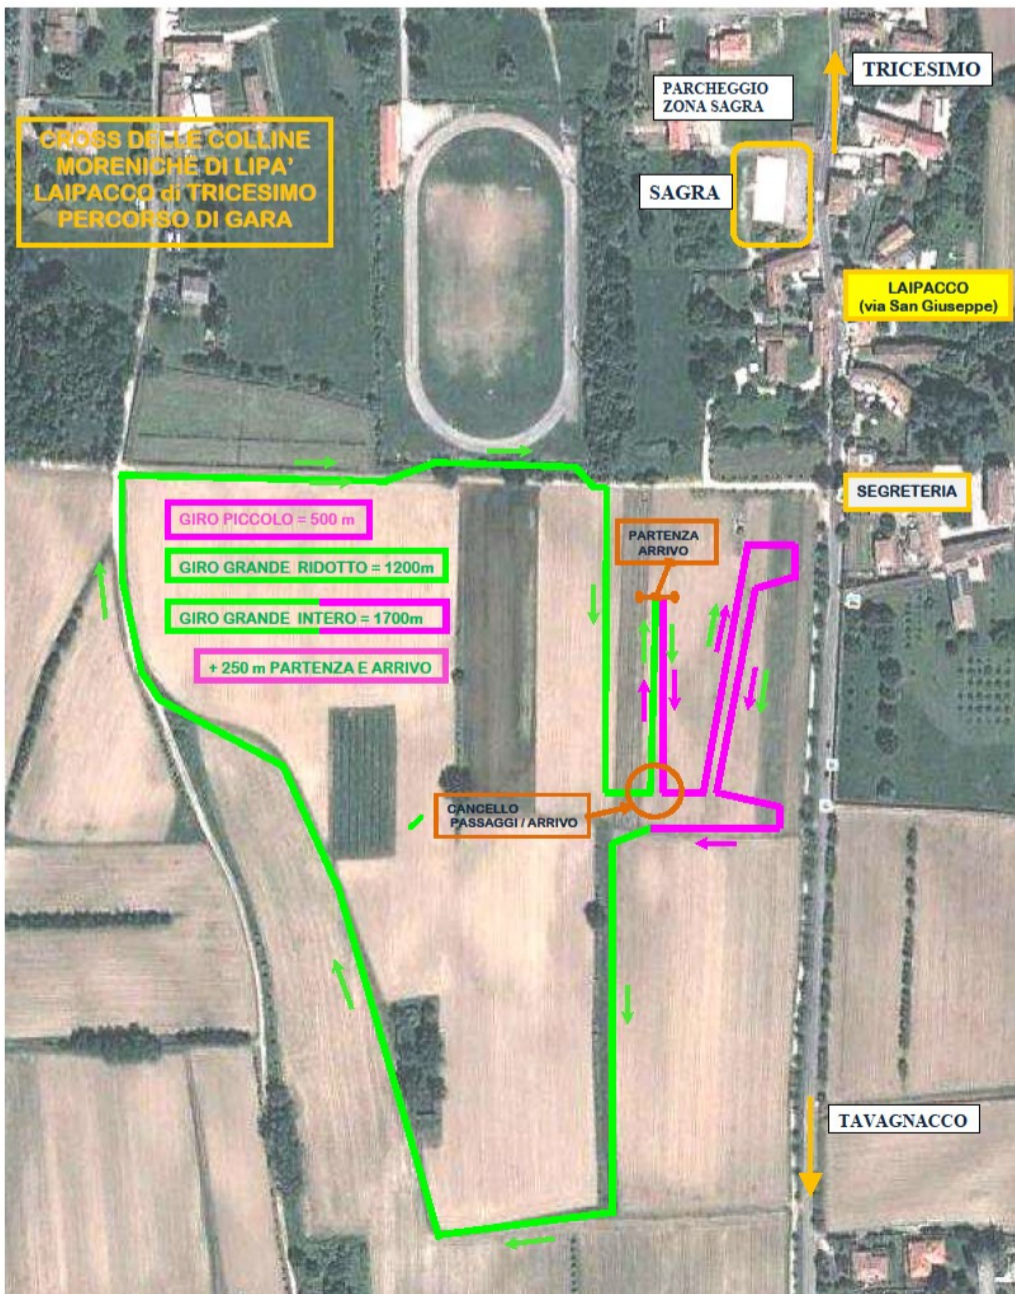 TRICESIMO
PARCHEGGIO
ZONA SAGRA
CROSS DELLE COLLINE
MORENICHE DI LIPA'
LAIPACCO di TRICESIMO
PERCORSO DI GARA
SAGRA
LAIPACCO
(via San Giuseppe)
SEGRETERIA
GIRO PICCOLO = 500 m
PARTENZA
ARRIVO
GIRO GRANDE RIDOTTO = 1200m
GIRO GRANDE INTERO = 1700m
+ 250 m PARTENZA E ARRIVO
CANCELLO
PASSAGGI / ARRIVO
TAVAGNACCO